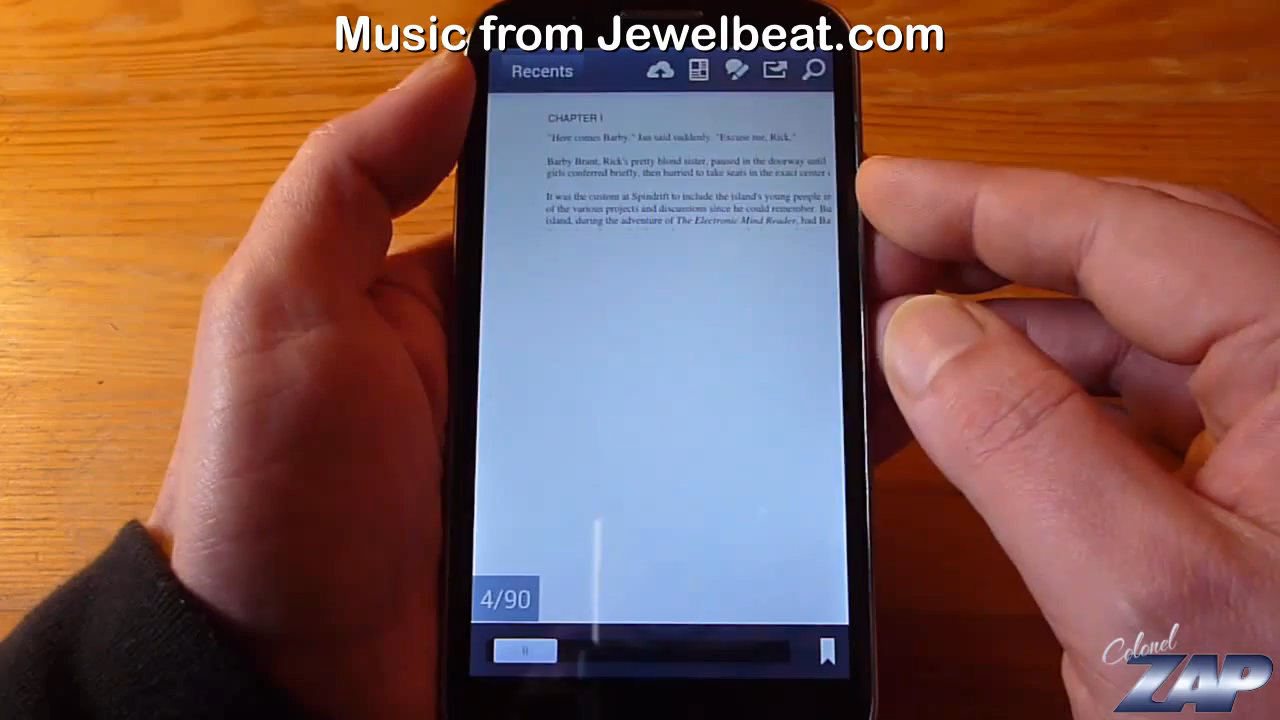 Music from Jewelbeat.com
Recents
CHAPTER I
"Here comes Barby." Jan said suddenly. "Excuse me, Rick."
Barby Brant, Rick's pretty blond sister, paused in the doorway until
girls conferred briefly, then hurried to take seats in the exact center
It was the custom at Spindrift to include the island's young people in
of the various projects and discussions since he could remember. Ba
island, during the adventure of The Electronic Mind Reader, had Ba
4/90
Colonel
ZAP